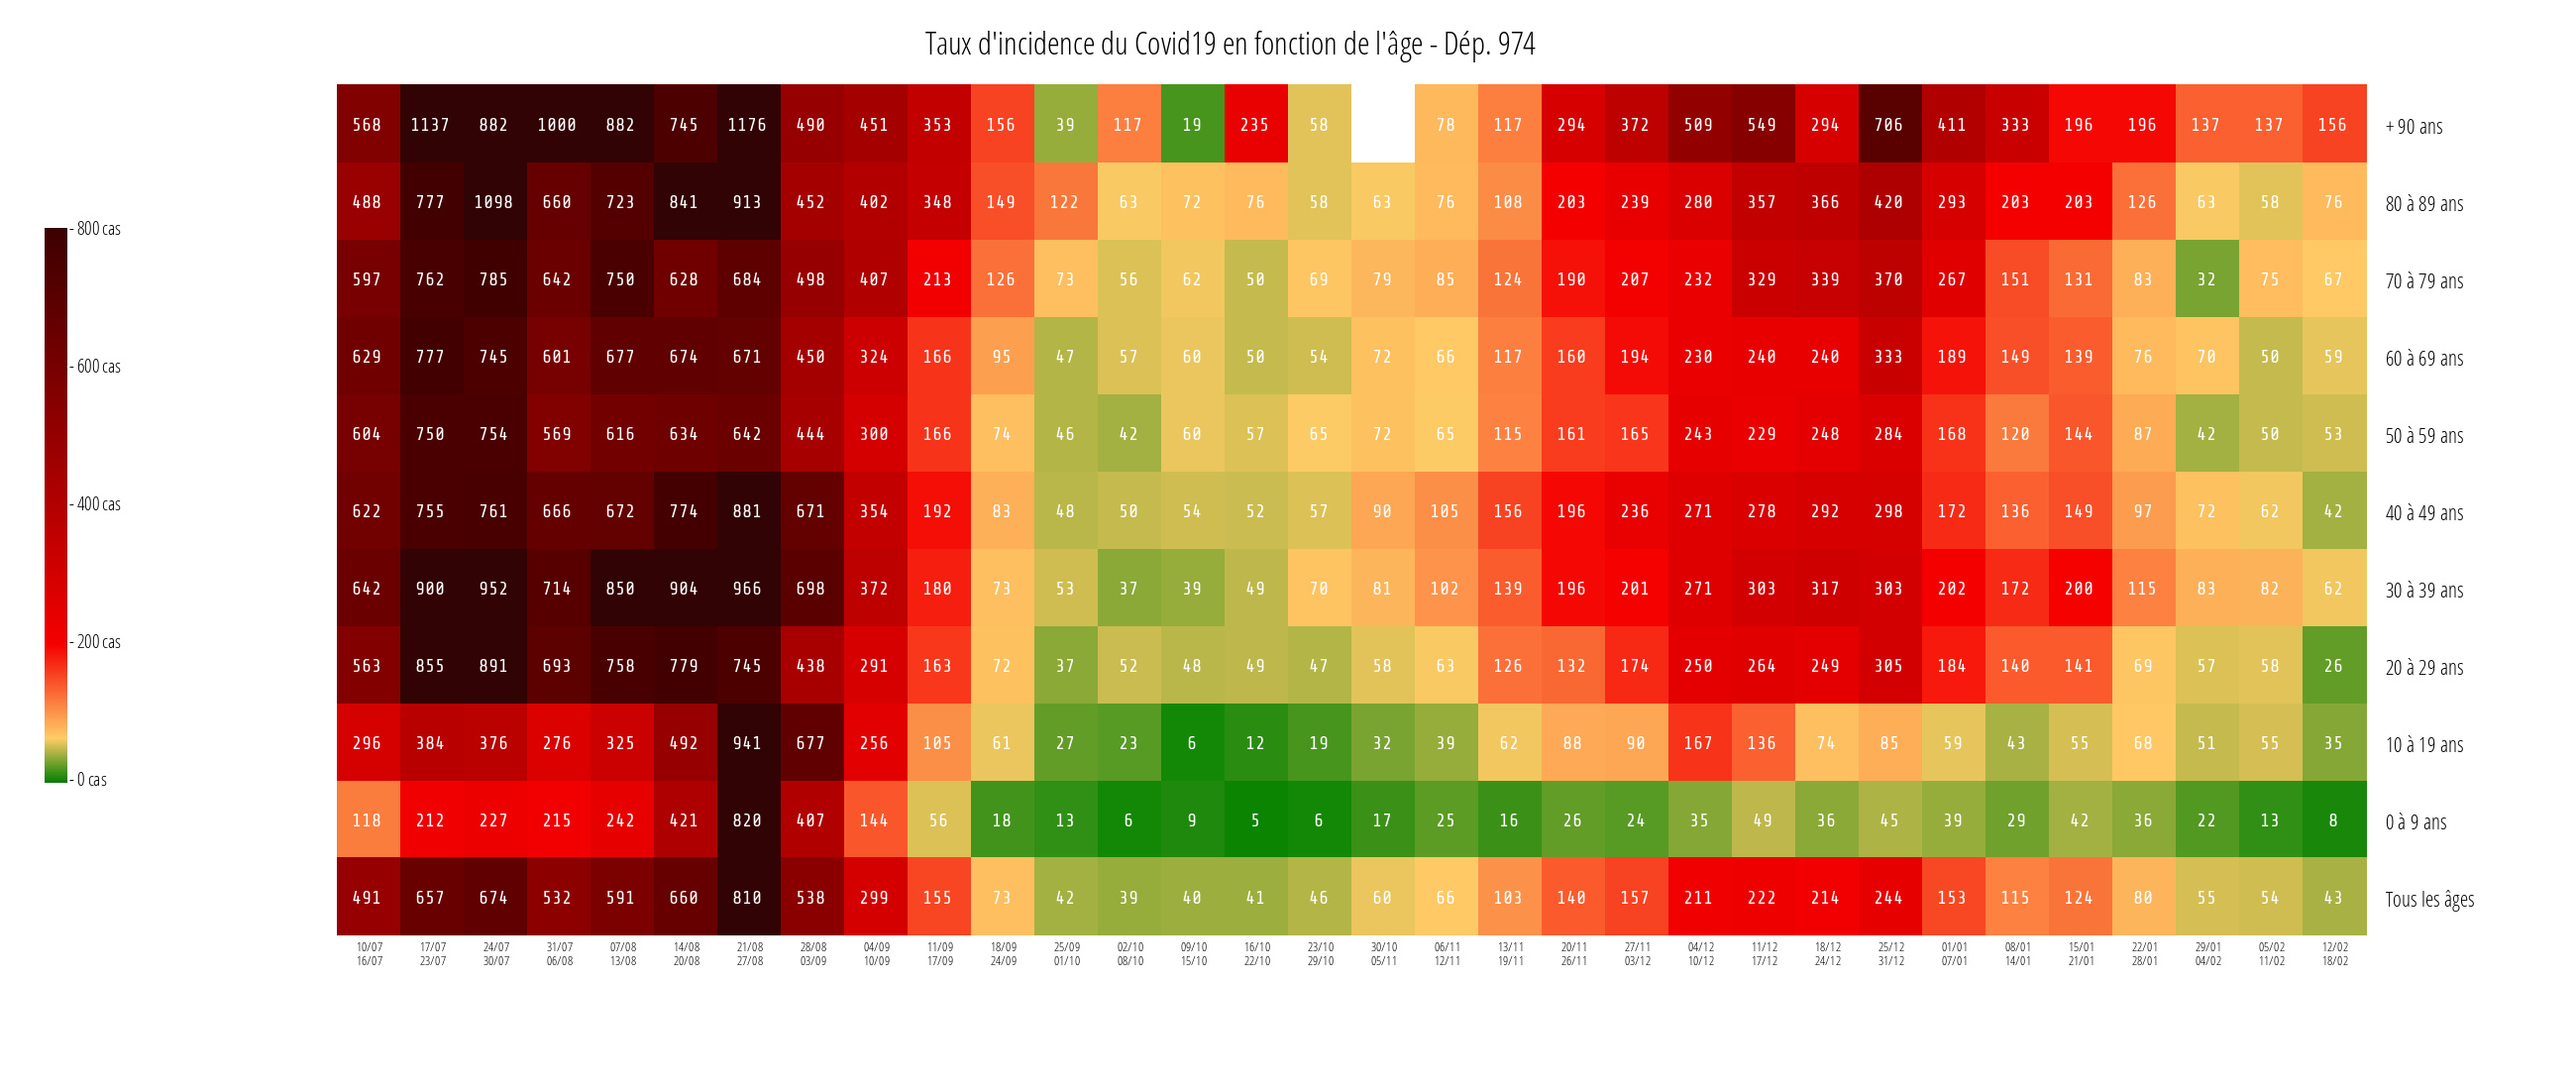 Taux d'incidence du Covid19 en fonction de l'âge - Dép. 974
568 1137 882 1000 882 745 1176 490 451 353 156 39 117 19 235 58 78 117 294 372 509 549 294 706 411 333 196 196 137 137 156 + 90 ans
488 777 1098 660 723 841 913 452 402 348 149 122 63 72 76 58 63 76 108 203 239 280 357 366 420 293 203 203 126 63 58 76 80 à 89 ans
- 800 cas
597 762 785 642 750 628 684 498 407 213 126 73 56 62 50 69 79 85 124 190 207 232 329 339 370 267 151 131 83 32 75 67 70 à 79 ans
629 777 745 601 677 674 671 450 324 166 95 47 57 60 50 54 72 66 117 160 194 230 240 240 333 189 149 139 76 70 50 59 60 à 69 ans
- 600 cas
604 750 754 569 616 634 642 444 300 166 74 46 42 60 57 65 72 65 115 161 165 243 229 248 284 168 120 144 87 42 50 53 50 à 59 ans
- 400 cas
622 755 761 666 672 774 881 671 354 192 83 48 50 54 52 57 90 105 156 196 236 271 278 292 298 172 136 149 97 72 62 42 40 à 49 ans
642 900 952 714 850 904 966 698 372 180 73 53 37 39 49 70 81 102 139 196 201 271 303 317 303 202 172 200 115 83 82 62 30 à 39 ans
- 200 cas
563 855 891 693 758 779 745 438 291 163 72 37 52 48 49 47 58 63 126 132 174 250 264 249 305 184 140 141 69 57 58 26 20 à 29 ans
296 384 376 276 325 492 941 677 256 105 61 27 23 6 12 19 32 39 62 88 90 167 136 74 85 59 43 55 68 51 55 35 10 à 19 ans
- 0 cas
118 212 227 215 242 421 820 407 144 56 18 13 6 9 5 6 17 25 16 26 24 35 49 36 45 39 29 42 36 22 13 8 0 à 9 ans
491 657 674 532 591 660 810 538 299 155 73 42 39 40 41 46 60 66 103 140 157 211 222 214 244 153 115 124 80 55 54 43 Tous les âges
10/07 17/07 24/07 31/07 07/08 14/08 21/08 28/08 04/09 11/09 18/09 25/09 02/10 09/10 16/10 23/10 30/10 06/11 13/11 20/11 27/11 04/12 11/12 18/12 25/12 01/01 08/01 15/01 22/01 29/01 05/02 12/02
16/07 23/07 30/07 06/08 13/08 20/08 27/08 03/09 10/09 17/09 24/09 01/10 08/10 15/10 22/10 29/10 05/11 12/11 19/11 26/11 03/12 10/12 17/12 24/12 31/12 07/01 14/01 21/01 28/01 04/02 11/02 18/02